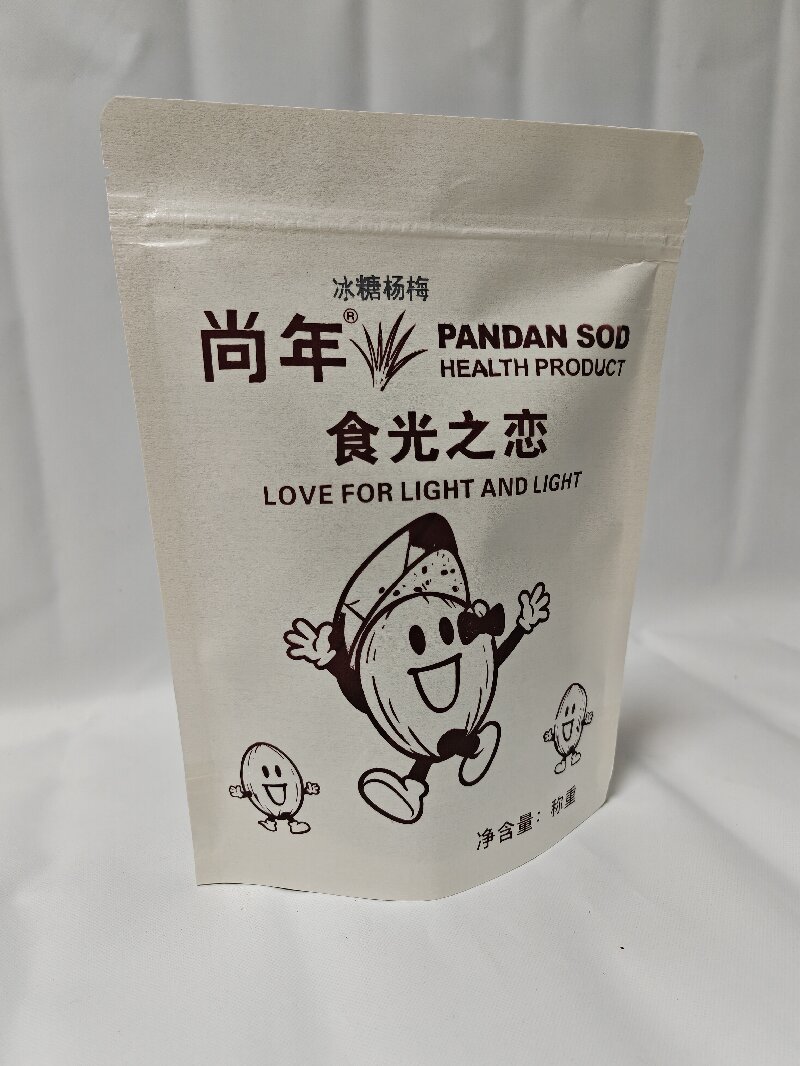 冰糖杨梅
尚年® PANDAN SOD
HEALTH PRODUCT
食光之恋
LOVE FOR LIGHT AND LIGHT
净含量：称重